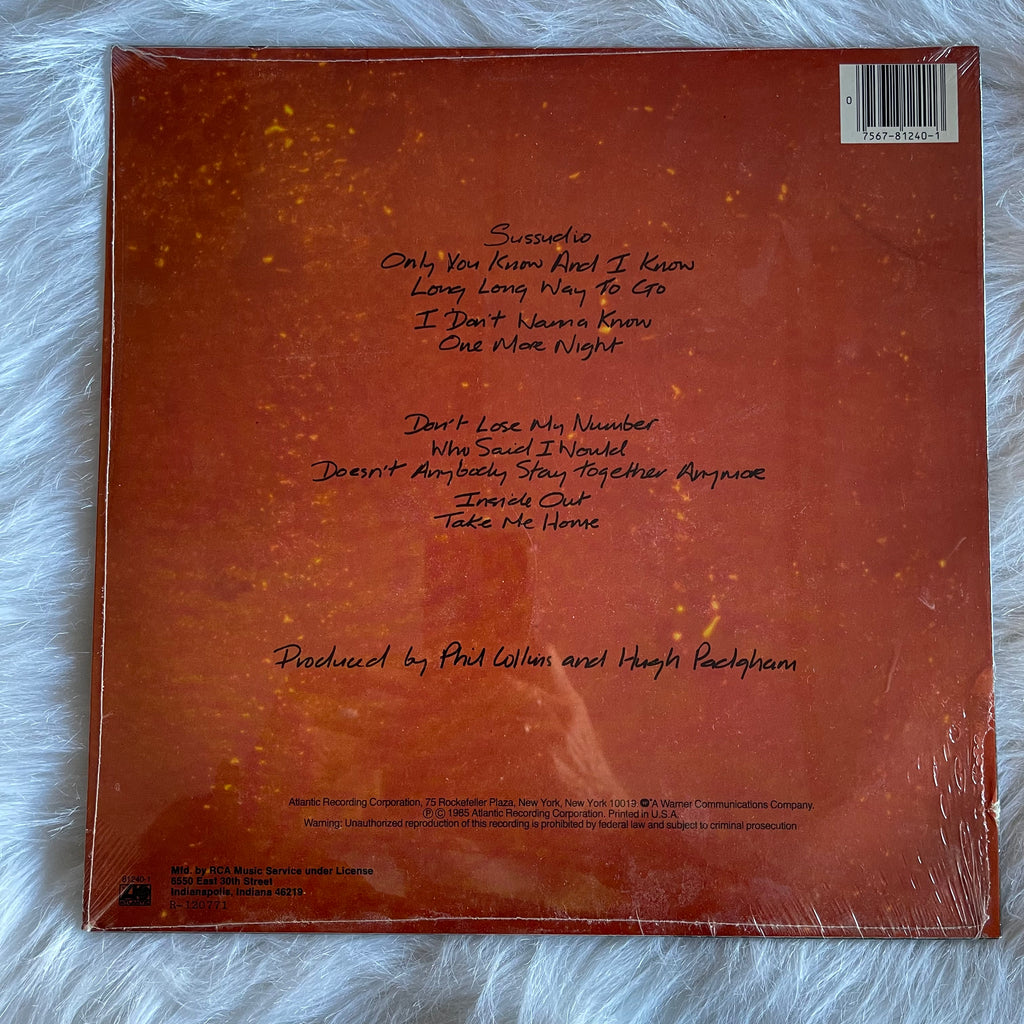 0
7567-81240-1
Sussudio
Only You Know And I Know
Long Long Way To Go
I Don't Wanna Know
One More Night
Don't Lose My Number
Who Said I Would
Doesn't Anybody Stay Together Anymore
Inside Out
Take Me Home
Produced by Phil Collins and Hugh Padgham
Atlantic Recording Corporation, 75 Rockefeller Plaza, New York, New York 10019 A Warner Communications Company.
℗ © 1985 Atlantic Recording Corporation. Printed in U.S.A.
Warning: Unauthorized reproduction of this recording is prohibited by federal law and subject to criminal prosecution
81240-1
Mfd. by RCA Music Service under License
6550 East 30th Street
Indianapolis, Indiana 46219
R-120771